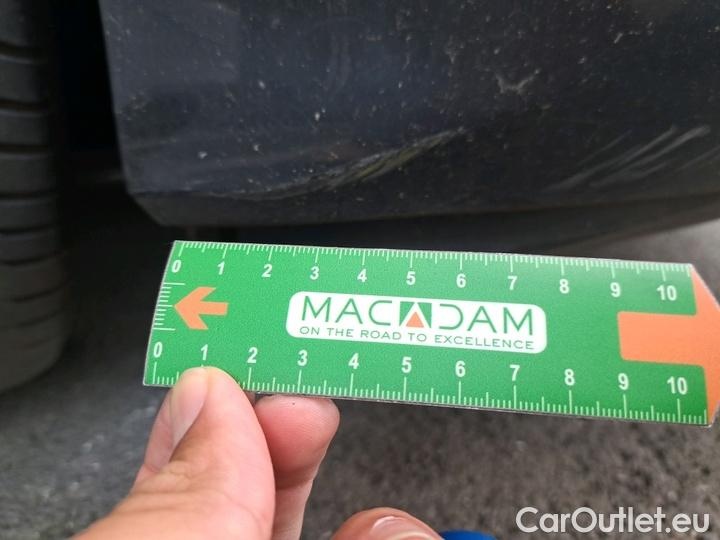 0 1 2 3 4 5 6 7 8 9 10
MACADAM
ON THE ROAD TO EXCELLENCE
0 1 2 3 4 5 6 7 8 9 10
CarOutlet.eu